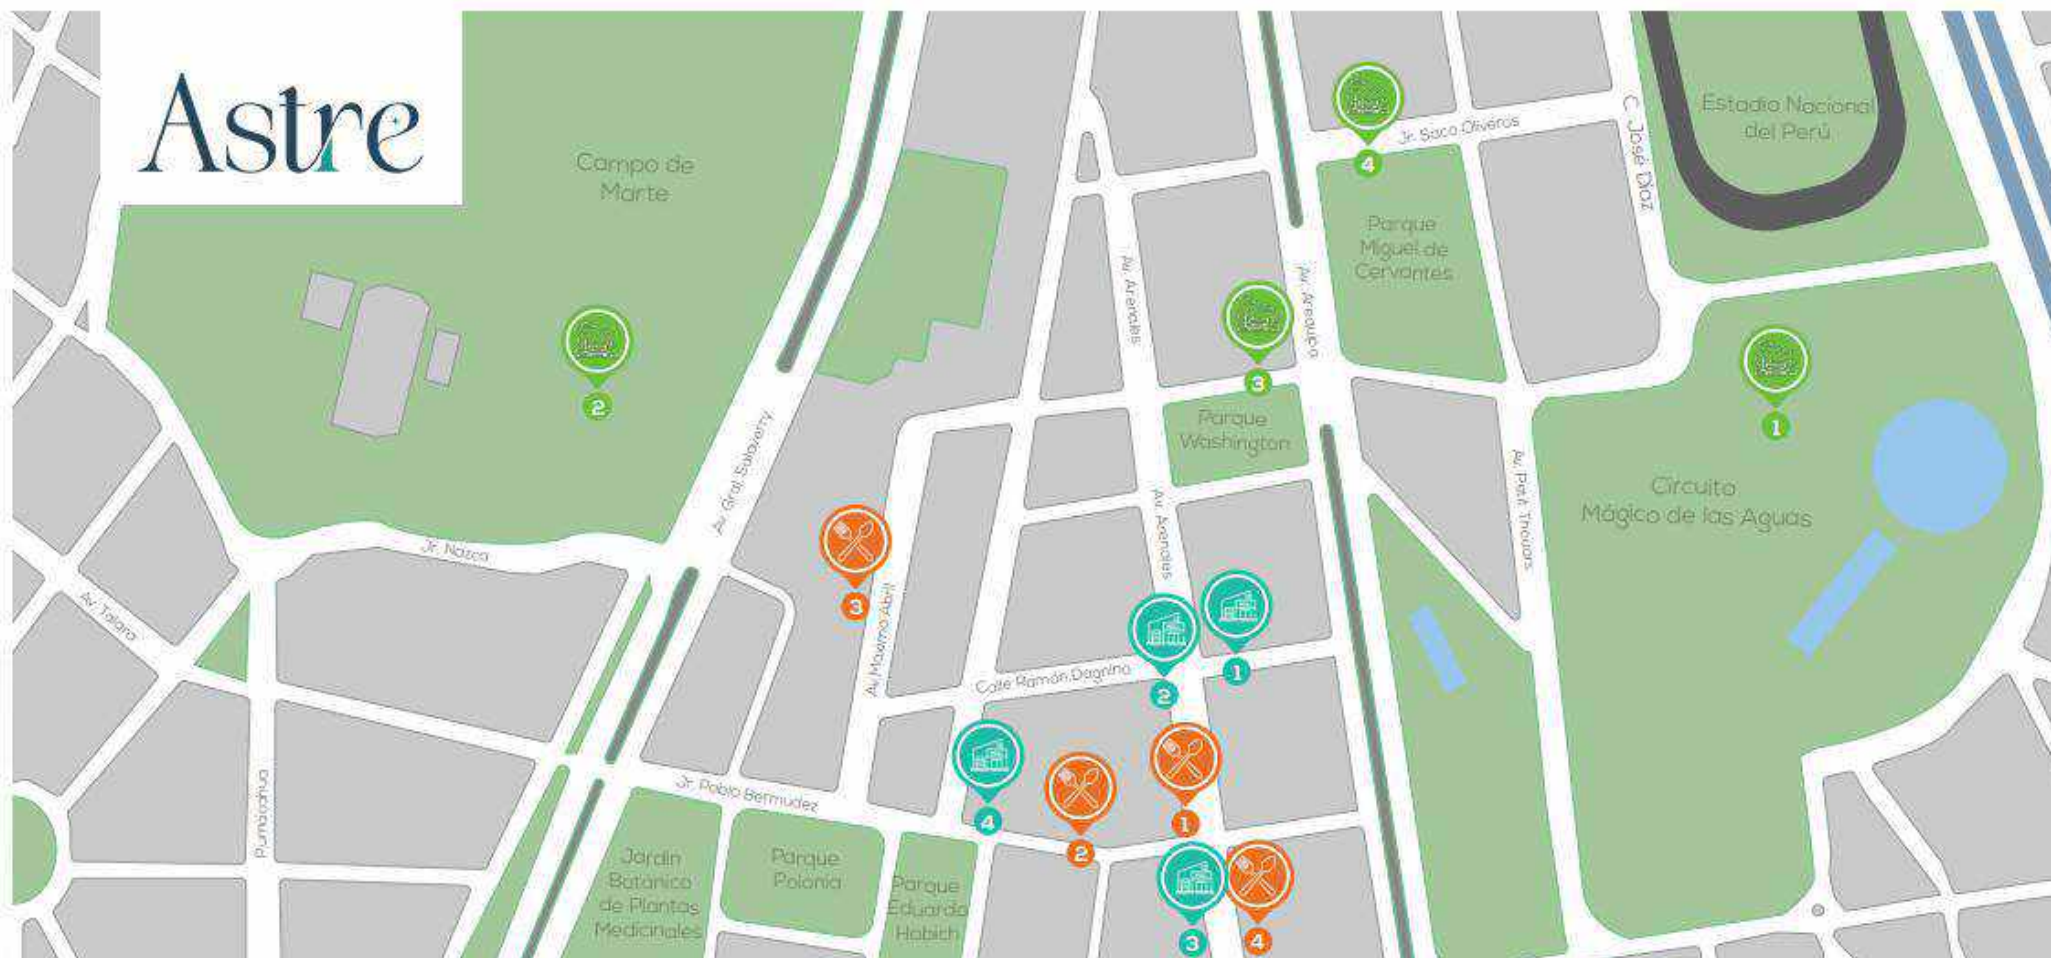 Astre
Campo de
Marte
Estadio Nacional
del Perú
C. José Díaz
Jr. Saco Oliveros
4
Parque
Miguel de
Cervantes
Av. Arenales
Av. Arequipa
2
3
1
Parque
Washington
Av. Gral. Salaverry
Av. Petit Thouars
Circuito
Mágico de las Aguas
Av. Arenales
Jr. Nazca
Av. Talara
3
Av. Máximo Abril
Calle Ramón Dagnino
2
1
Pumacahua
Jr. Pablo Bermudez
4
2
1
Jardín
Botánico
de Plantas
Medicinales
Parque
Polonia
Parque
Eduardo
Habich
3
4